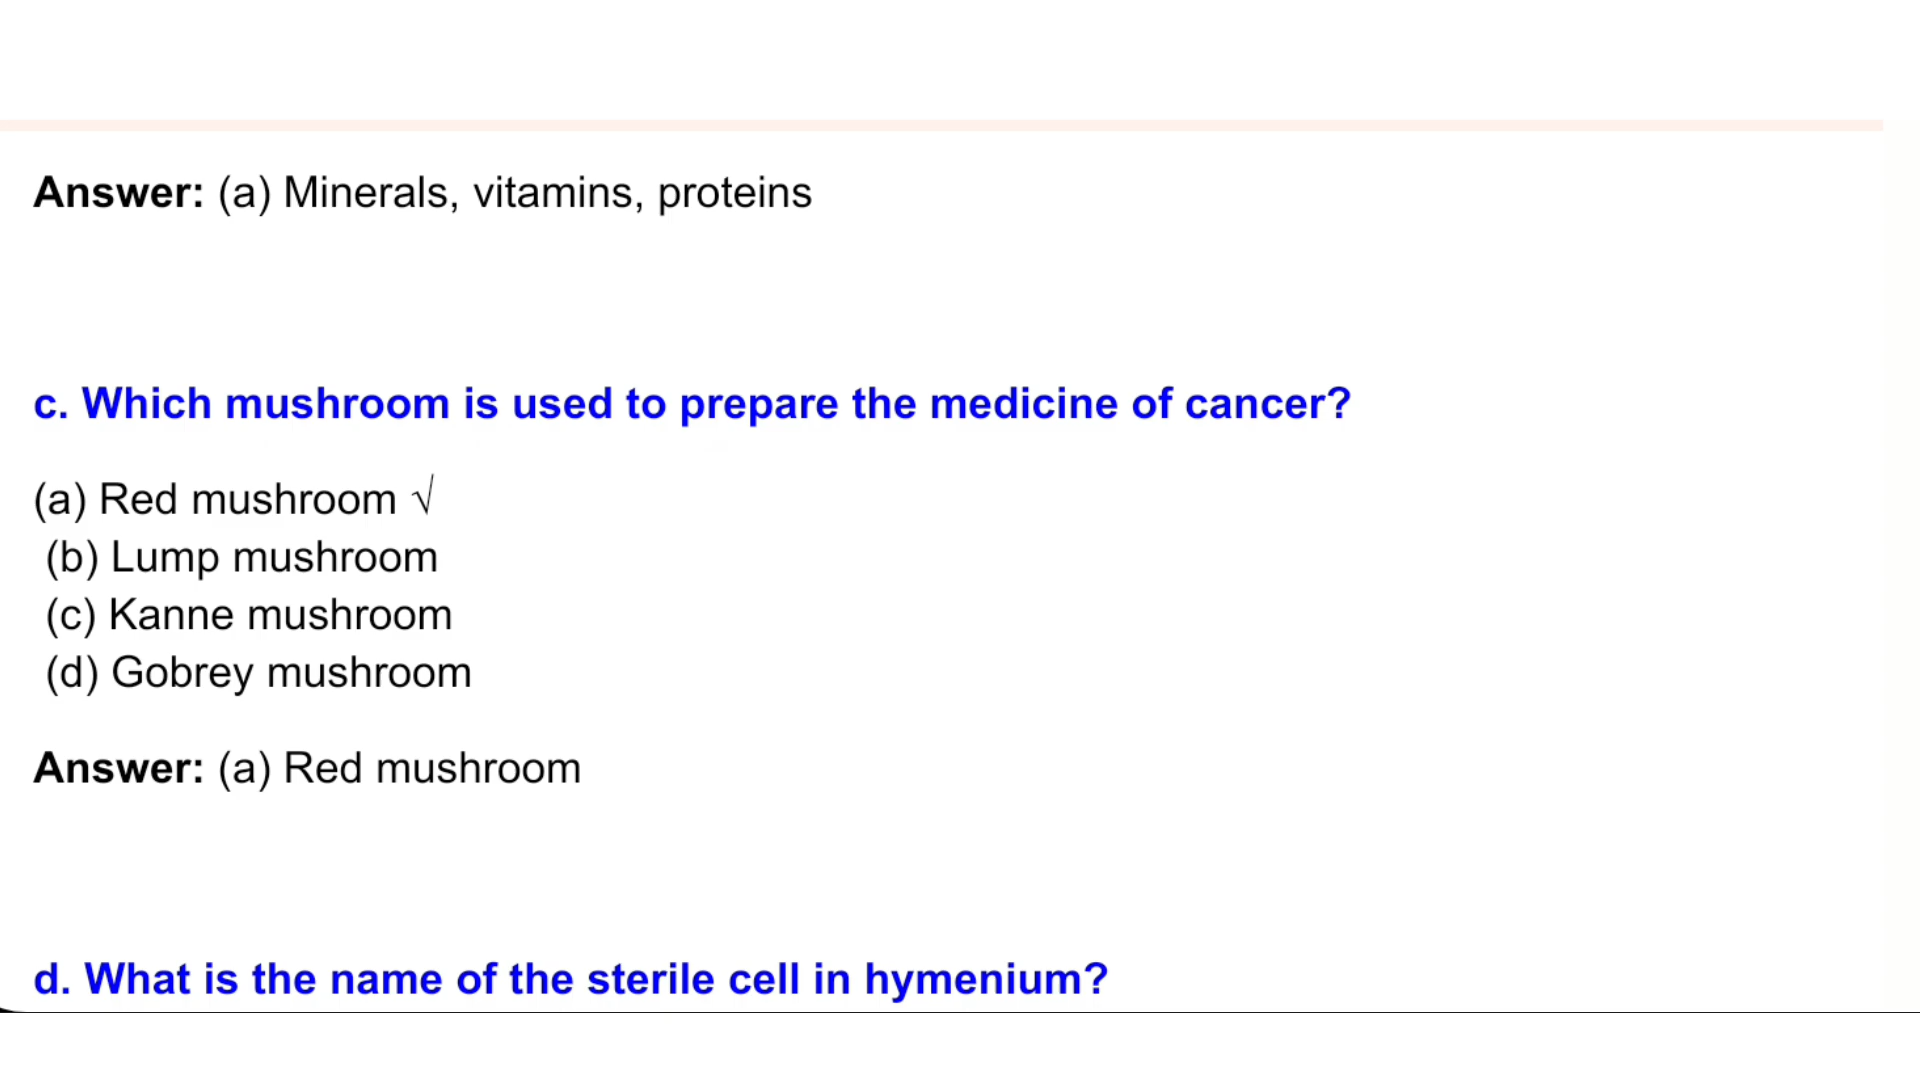 Answer: (a) Minerals, vitamins, proteins
c. Which mushroom is used to prepare the medicine of cancer?
(a) Red mushroom √
(b) Lump mushroom
(c) Kanne mushroom
(d) Gobrey mushroom
Answer: (a) Red mushroom
d. What is the name of the sterile cell in hymenium?